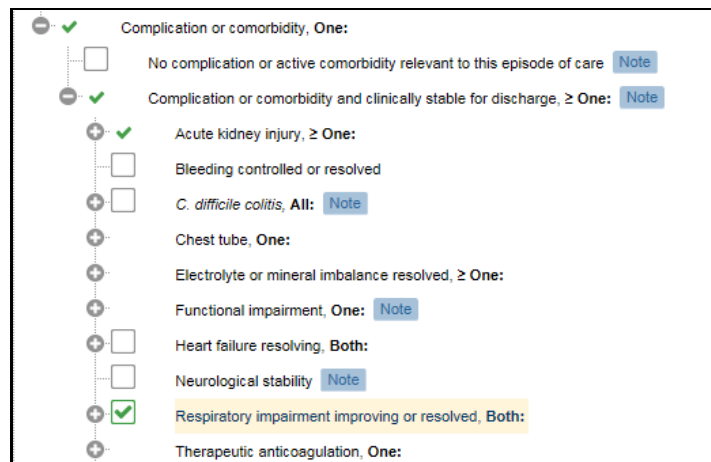 Complication or comorbidity, One:
No complication or active comorbidity relevant to this episode of care Note
Complication or comorbidity and clinically stable for discharge, ≥ One: Note
Acute kidney injury, ≥ One:
Bleeding controlled or resolved
C. difficile colitis, All: Note
Chest tube, One:
Electrolyte or mineral imbalance resolved, ≥ One:
Functional impairment, One: Note
Heart failure resolving, Both:
Neurological stability Note
Respiratory impairment improving or resolved, Both:
Therapeutic anticoagulation, One: